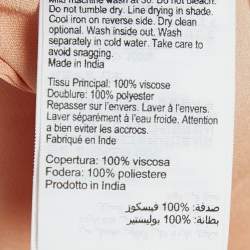 mild machine wash at 30. Do not bleach.
Do not tumble dry. Line drying in shade.
Cool iron on reverse side. Dry clean
optional. Wash inside out. Wash
separately in cold water. Take care to
avoid snagging.
Made in India
Tissu Principal: 100% viscose
Doublure: 100% polyester
Repasser sur l'envers. Laver à l'envers.
Laver séparément à l'eau froide. Attention
a bien eviter les accrocs.
Fabriqué en Inde
Copertura: 100% viscosa
Fodera: 100% poliestere
Prodotto in India
صدفة: %100 فيسكوز
بطانة: %100 بوليستير